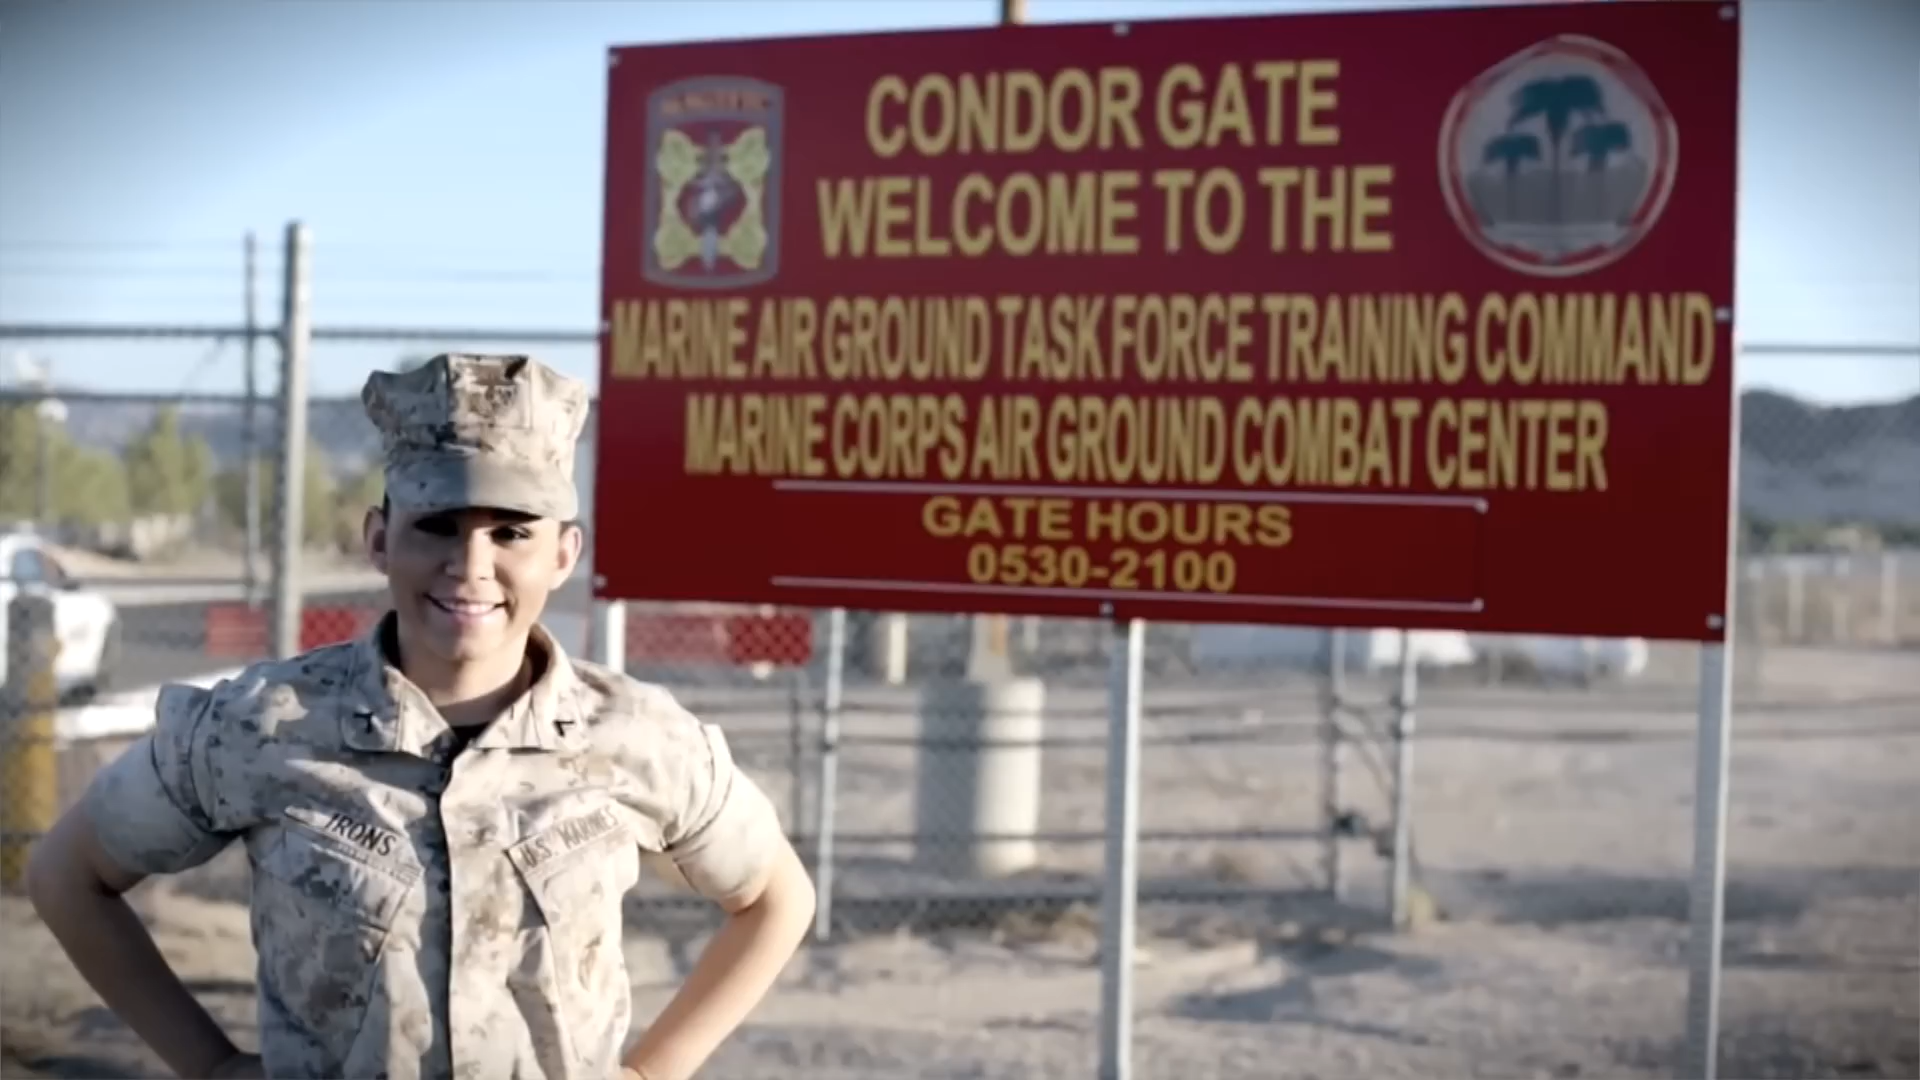 CONDOR GATE
WELCOME TO THE
MARINE AIR GROUND TASK FORCE TRAINING COMMAND
MARINE CORPS AIR GROUND COMBAT CENTER
GATE HOURS
0530-2100
IRONS
U.S. MARINES